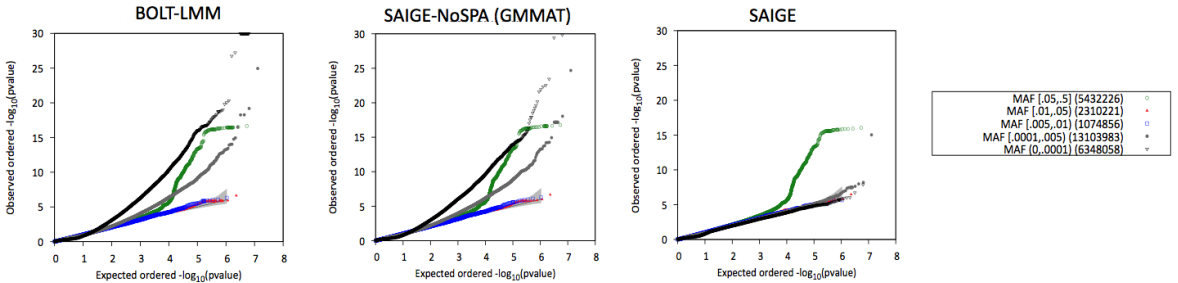 BOLT-LMM
SAIGE-NoSPA (GMMAT)
SAIGE
30
25
20
15
10
5
0
Observed ordered -log10(pvalue)
0 1 2 3 4 5 6 7 8
Expected ordered -log10(pvalue)
30
25
20
15
10
5
0
Observed ordered -log10(pvalue)
0 1 2 3 4 5 6 7 8
Expected ordered -log10(pvalue)
30
25
20
15
10
5
0
Observed ordered -log10(pvalue)
0 1 2 3 4 5 6 7 8
Expected ordered -log10(pvalue)
MAF [.05,.5] (5432226)
MAF [.01,.05) (2310221)
MAF [.005,.01) (1074856)
MAF [.0001,.005) (13103983)
MAF (0,.0001) (6348058)